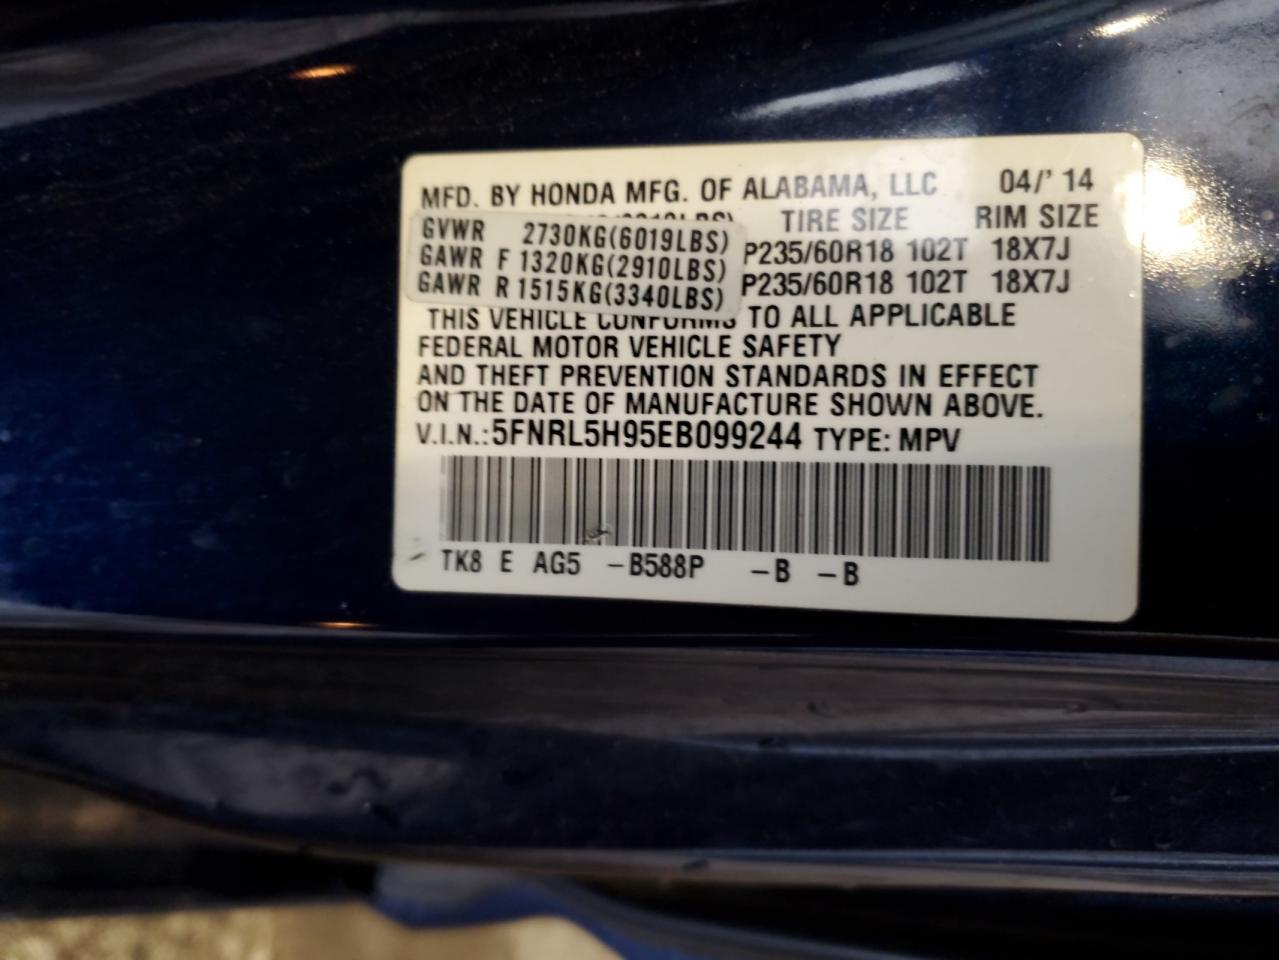 MFD. BY HONDA MFG. OF ALABAMA, LLC 04/' 14
TIRE SIZE RIM SIZE
GVWR 2730KG(6019LBS)
GAWR F 1320KG(2910LBS) P235/60R18 102T 18X7J
GAWR R 1515KG(3340LBS) P235/60R18 102T 18X7J
THIS VEHICLE CONFORMS TO ALL APPLICABLE
FEDERAL MOTOR VEHICLE SAFETY
AND THEFT PREVENTION STANDARDS IN EFFECT
ON THE DATE OF MANUFACTURE SHOWN ABOVE.
V.I.N.:5FNRL5H95EB099244 TYPE: MPV
TK8 E AG5 -B588P -B -B